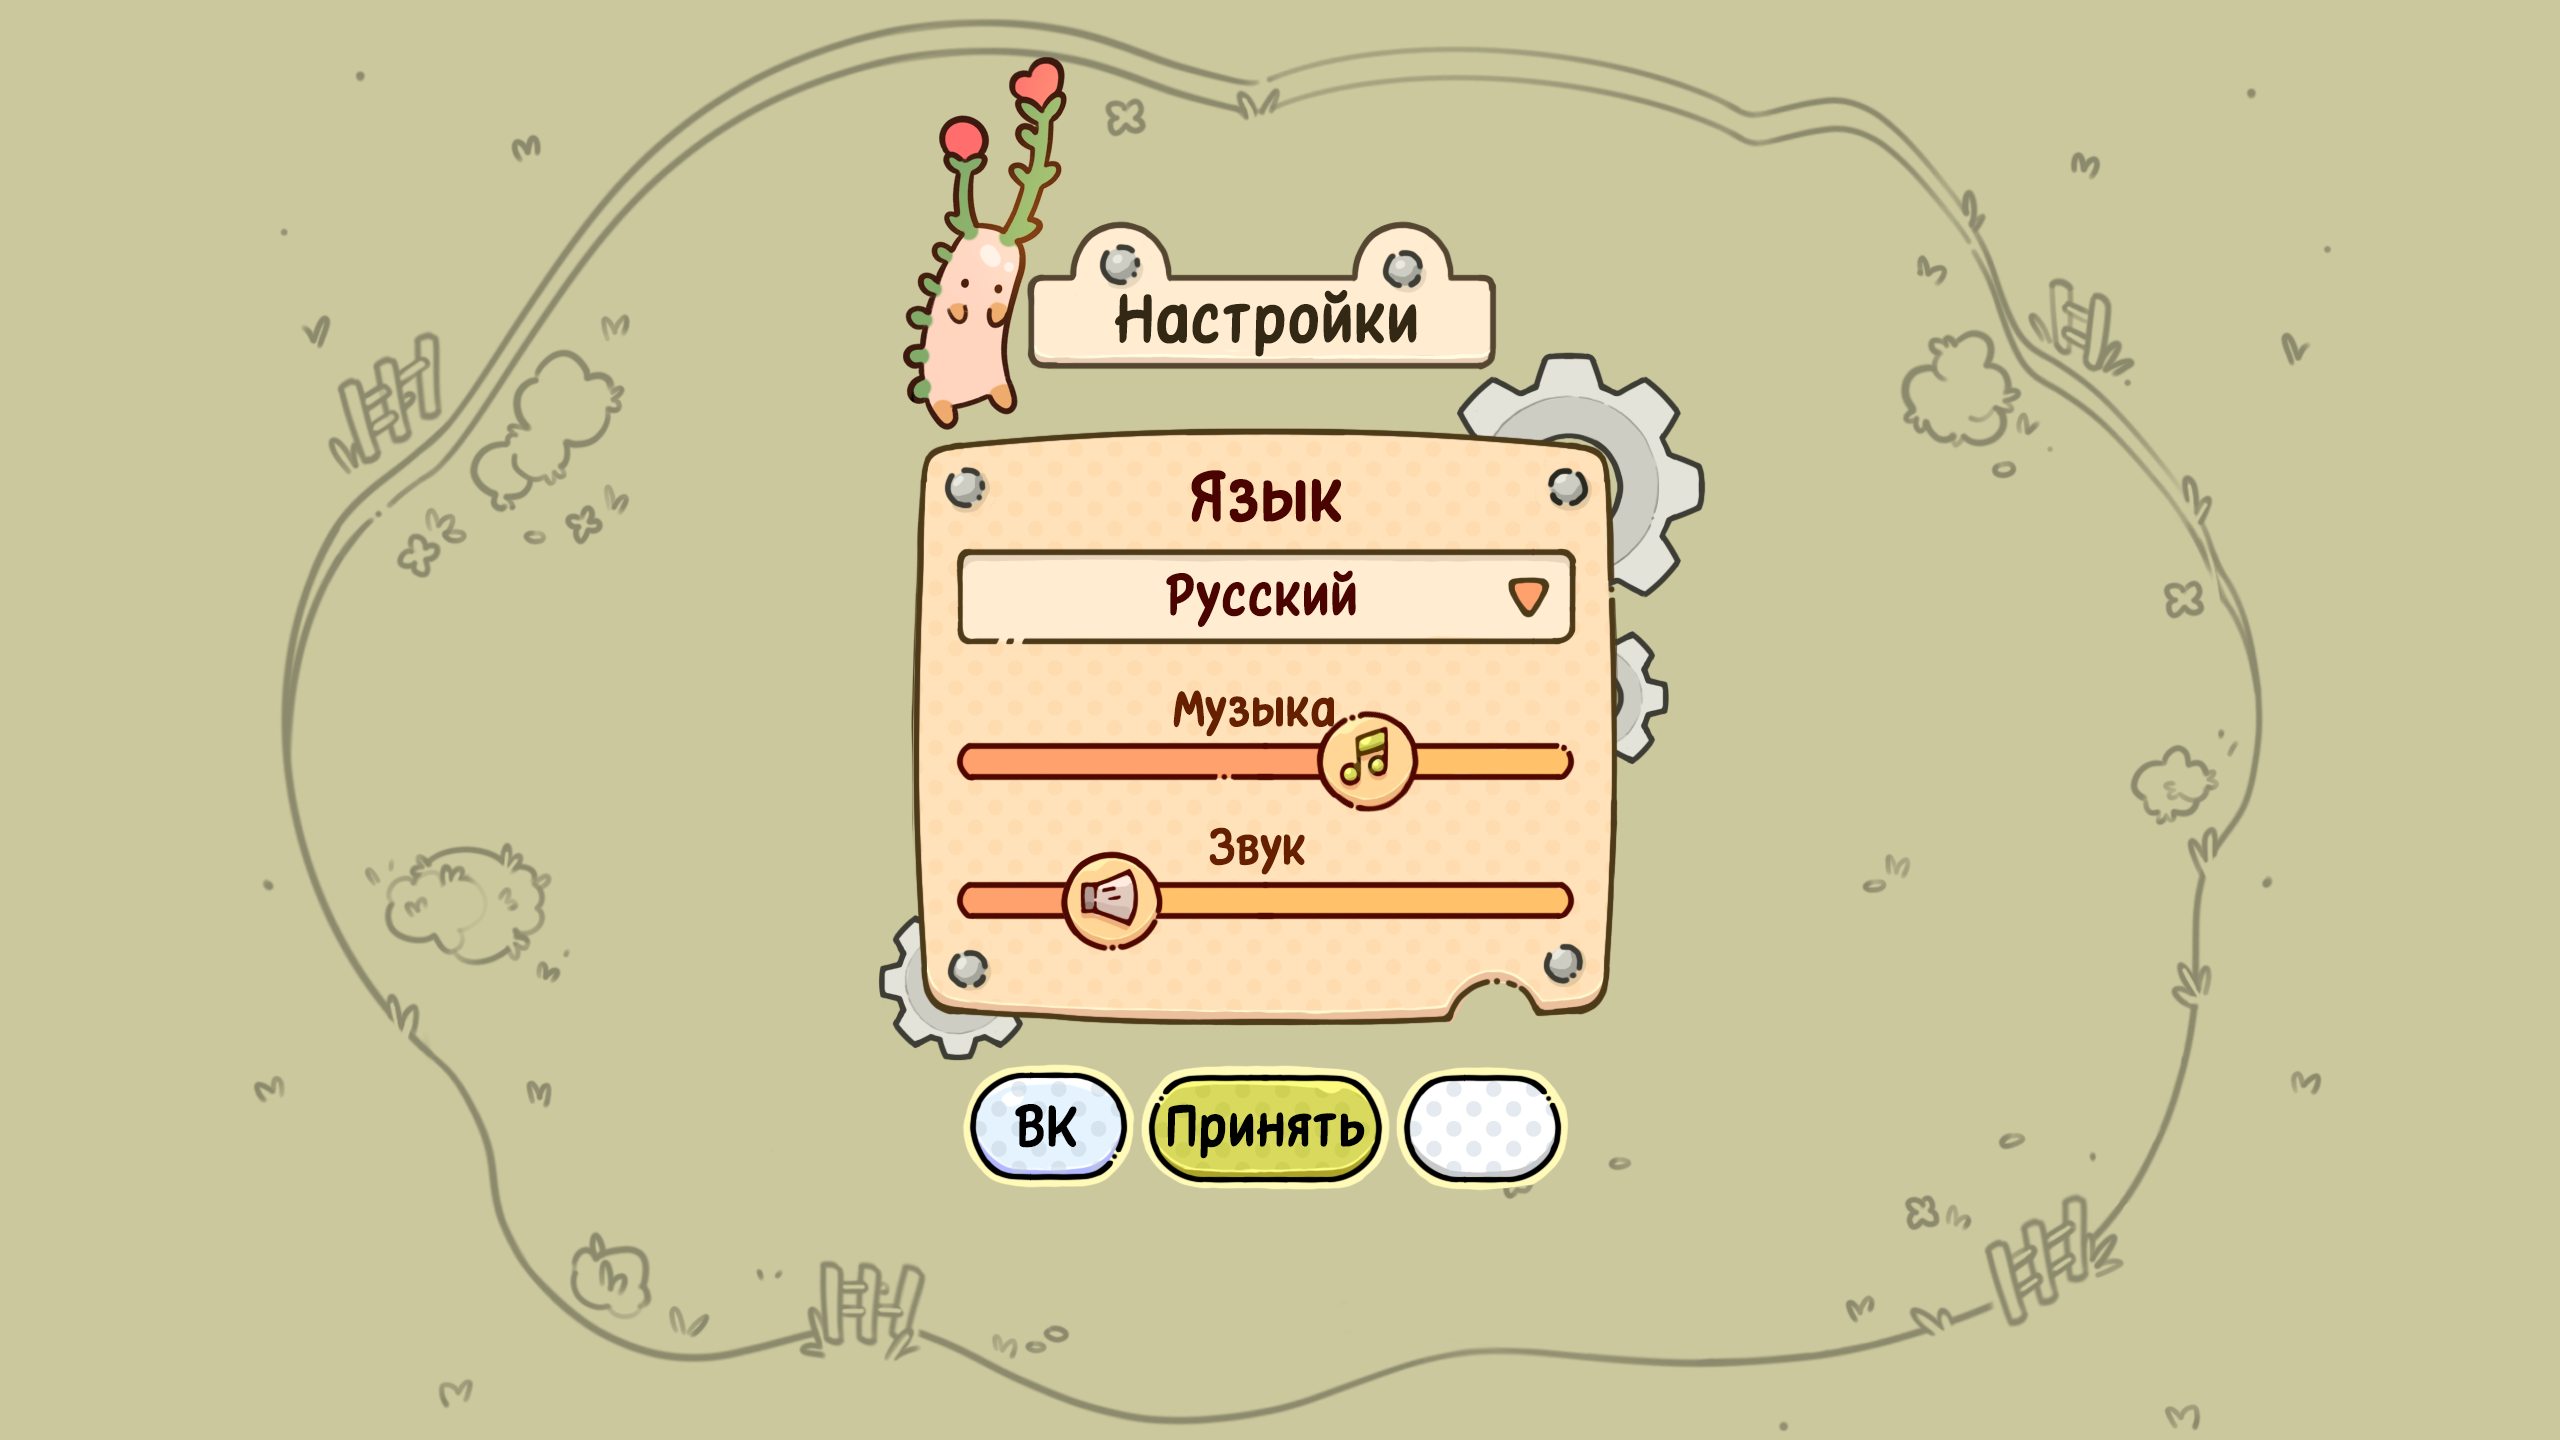 Настройки
Язык
Русский
Музыка
Звук
ВК
Принять